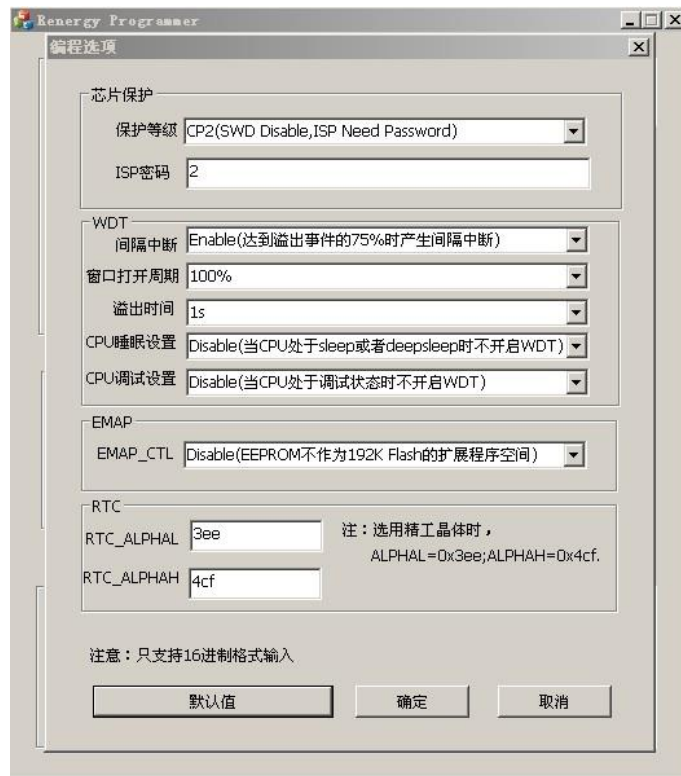 Renergy Programmer
编程选项
芯片保护
保护等级 CP2(SWD Disable,ISP Need Password)
ISP密码 2
WDT
间隔中断 Enable(达到溢出事件的75%时产生间隔中断)
窗口打开周期 100%
溢出时间 1s
CPU睡眠设置 Disable(当CPU处于sleep或者deepsleep时不开启WDT)
CPU调试设置 Disable(当CPU处于调试状态时不开启WDT)
EMAP
EMAP_CTL Disable(EEPROM不作为192K Flash的扩展程序空间)
RTC
RTC_ALPHAL 3ee
注：选用精工晶体时，
ALPHAL=0x3ee;ALPHAH=0x4cf.
RTC_ALPHAH 4cf
注意：只支持16进制格式输入
默认值 确定 取消